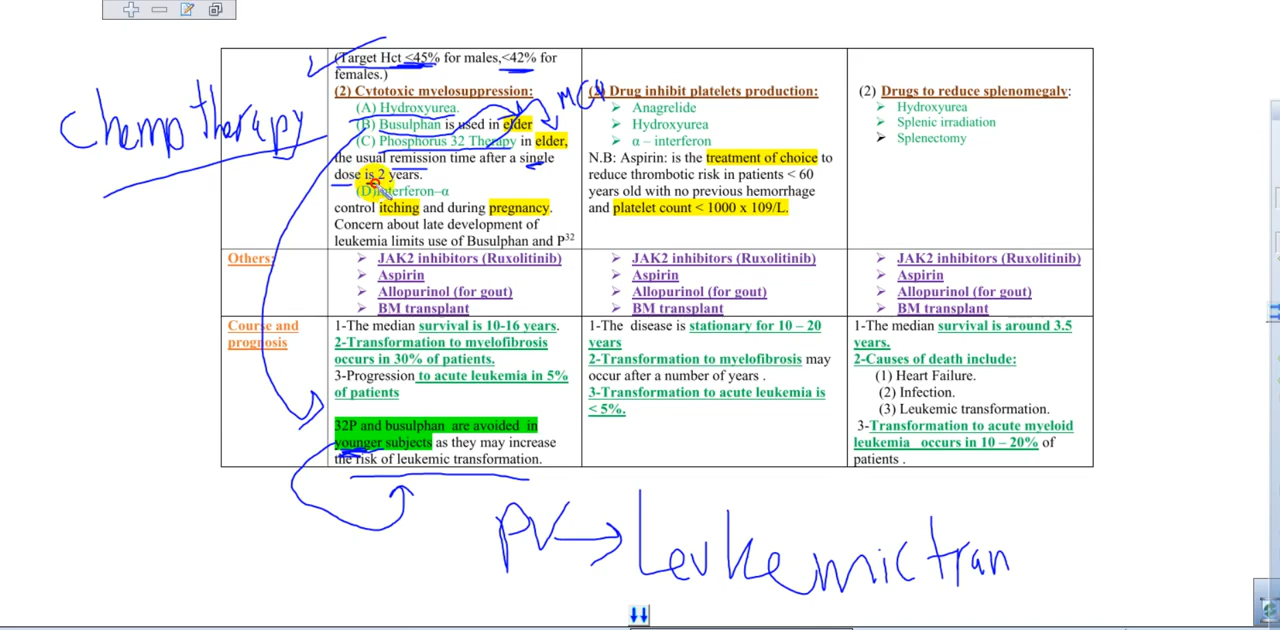 (Target Hct <45% for males,<42% for
females.)
(2) Cytotoxic myelosuppression:
(A) Hydroxyurea.
(B) Busulphan is used in elder
(C) Phosphorus 32 Therapy in elder,
the usual remission time after a single
dose is 2 years.
(D)interferon–α
control itching and during pregnancy.
Concern about late development of
leukemia limits use of Busulphan and P32
Drug inhibit platelets production:
Anagrelide
Hydroxyurea
α – interferon
N.B: Aspirin: is the treatment of choice to
reduce thrombotic risk in patients < 60
years old with no previous hemorrhage
and platelet count < 1000 x 109/L.
(2) Drugs to reduce splenomegaly:
Hydroxyurea
Splenic irradiation
Splenectomy
Others:
JAK2 inhibitors (Ruxolitinib)
Aspirin
Allopurinol (for gout)
BM transplant
JAK2 inhibitors (Ruxolitinib)
Aspirin
Allopurinol (for gout)
BM transplant
JAK2 inhibitors (Ruxolitinib)
Aspirin
Allopurinol (for gout)
BM transplant
Course and
prognosis
1-The median survival is 10-16 years.
2-Transformation to myelofibrosis
occurs in 30% of patients.
3-Progression to acute leukemia in 5%
of patients
32P and busulphan are avoided in
younger subjects as they may increase
the risk of leukemic transformation.
1-The disease is stationary for 10 – 20
years
2-Transformation to myelofibrosis may
occur after a number of years .
3-Transformation to acute leukemia is
< 5%.
1-The median survival is around 3.5
years.
2-Causes of death include:
(1) Heart Failure.
(2) Infection.
(3) Leukemic transformation.
3-Transformation to acute myeloid
leukemia occurs in 10 – 20% of
patients .
Chemo therapy
MCQ
PV → Leukemic tran